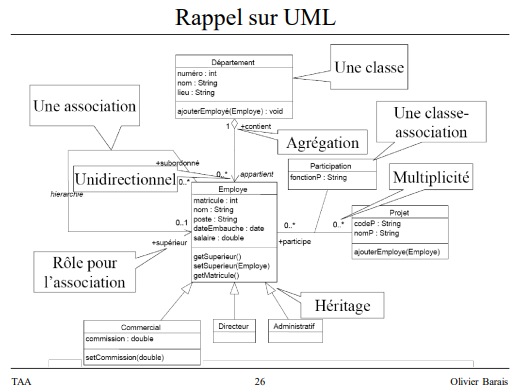 Rappel sur UML
Département
numéro : int
nom : String
lieu : String
ajouterEmployé(Employe) : void
Une classe
Une association
1
+contient
Agrégation
Une classe-
association
+subordonné
0..*
0..*
appartient
Unidirectionnel
hierarchie
Participation
fonctionP : String
Multiplicité
Employe
matricule : int
nom : String
poste : String
dateEmbauche : date
salaire : double
getSuperieur()
setSuperieur(Employe)
getMatricule()
0..1
+supérieur
0..*
+participe
0..*
Projet
codeP : String
nomP : String
ajouterEmploye(Employe)
Rôle pour
l’association
Héritage
Commercial
commission : double
setCommission(double)
Directeur
Administratif
TAA
26
Olivier Barais